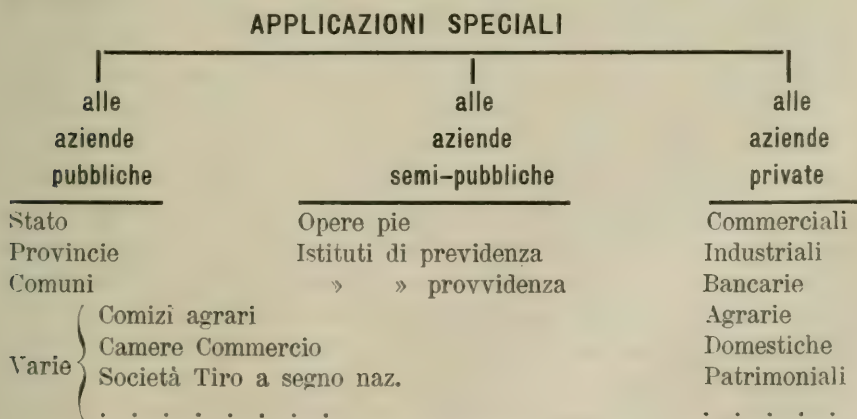 APPLICAZIONI SPECIALI
alle
aziende
pubbliche
Stato
Provincie
Comuni
Varie
Comizî agrari
Camere Commercio
Società Tiro a segno naz.
. . . . . . . .
alle
aziende
semi-pubbliche
Opere pie
Istituti di previdenza
» » provvidenza
alle
aziende
private
Commerciali
Industriali
Bancarie
Agrarie
Domestiche
Patrimoniali
. . . . . .